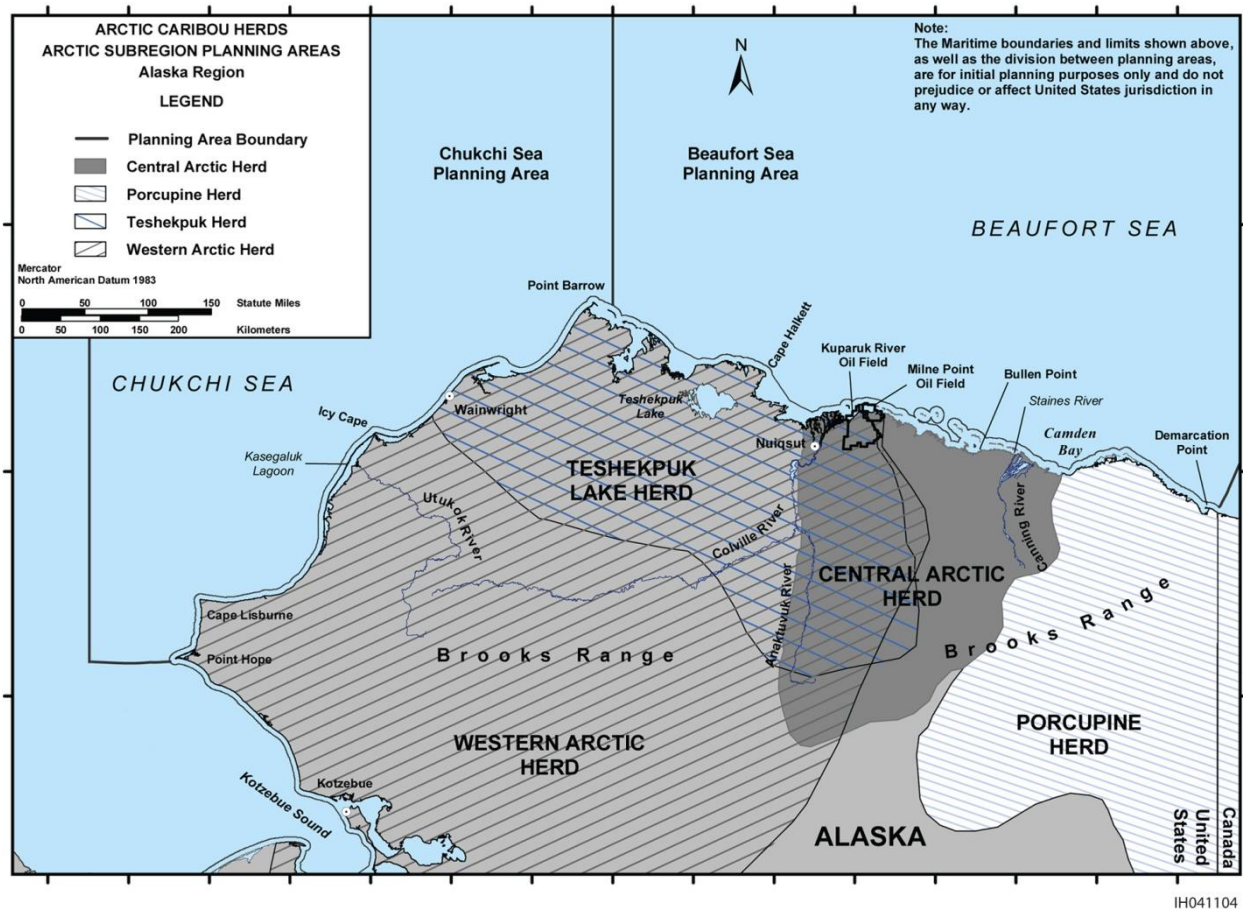 ARCTIC CARIBOU HERDS
ARCTIC SUBREGION PLANNING AREAS
Alaska Region
LEGEND
Planning Area Boundary
Central Arctic Herd
Porcupine Herd
Teshekpuk Herd
Western Arctic Herd
Mercator
North American Datum 1983
0 50 100 150 Statute Miles
0 50 100 150 200 Kilometers
N
Note:
The Maritime boundaries and limits shown above,
as well as the division between planning areas,
are for initial planning purposes only and do not
prejudice or affect United States jurisdiction in
any way.
Chukchi Sea
Planning Area
Beaufort Sea
Planning Area
BEAUFORT SEA
CHUKCHI SEA
Point Barrow
Cape Halkett
Kuparuk River
Oil Field
Milne Point
Oil Field
Bullen Point
Staines River
Camden
Bay
Demarcation
Point
Icy Cape
Wainwright
Teshekpuk
Lake
Nuiqsut
Kasegaluk
Lagoon
Utukok River
TESHEKPUK
LAKE HERD
Colville River
Anaktuvuk River
Canning River
CENTRAL ARCTIC
HERD
Brooks Range
Cape Lisburne
Point Hope
Brooks Range
WESTERN ARCTIC
HERD
PORCUPINE
HERD
Kotzebue
Kotzebue Sound
ALASKA
United
States
Canada
IH041104